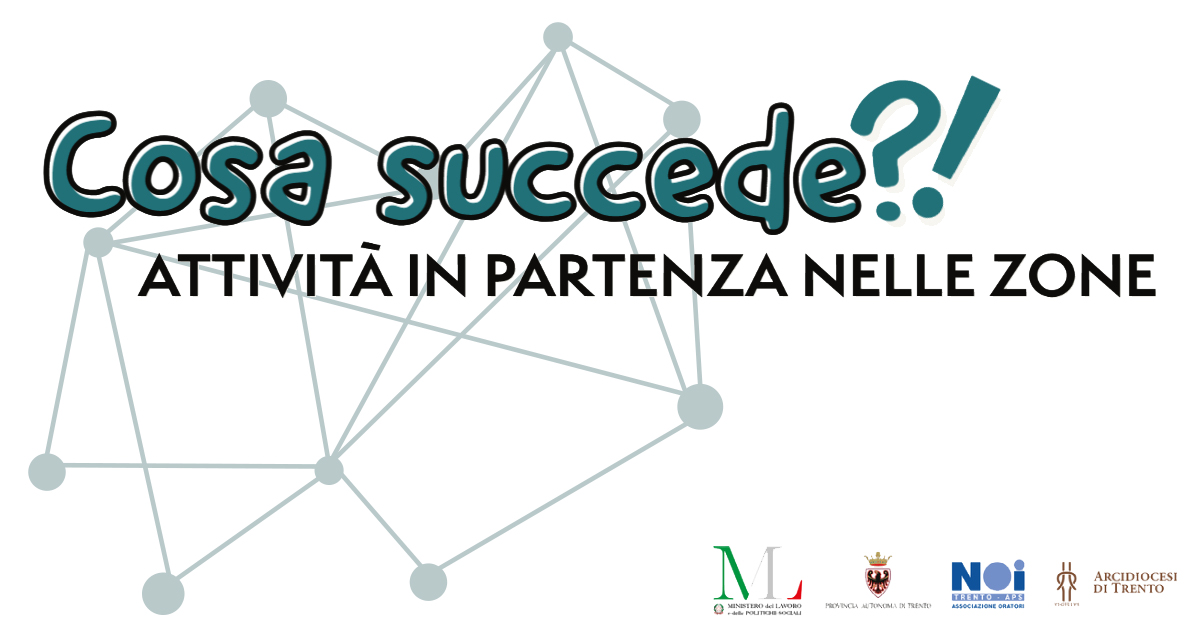 Cosa succede?!
ATTIVITÀ IN PARTENZA NELLE ZONE
ML
MINISTERO del LAVORO
e delle POLITICHE SOCIALI
PROVINCIA AUTONOMA DI TRENTO
NOi
TRENTO - APS
ASSOCIAZIONE ORATORI
ARCIDIOCESI
DI TRENTO